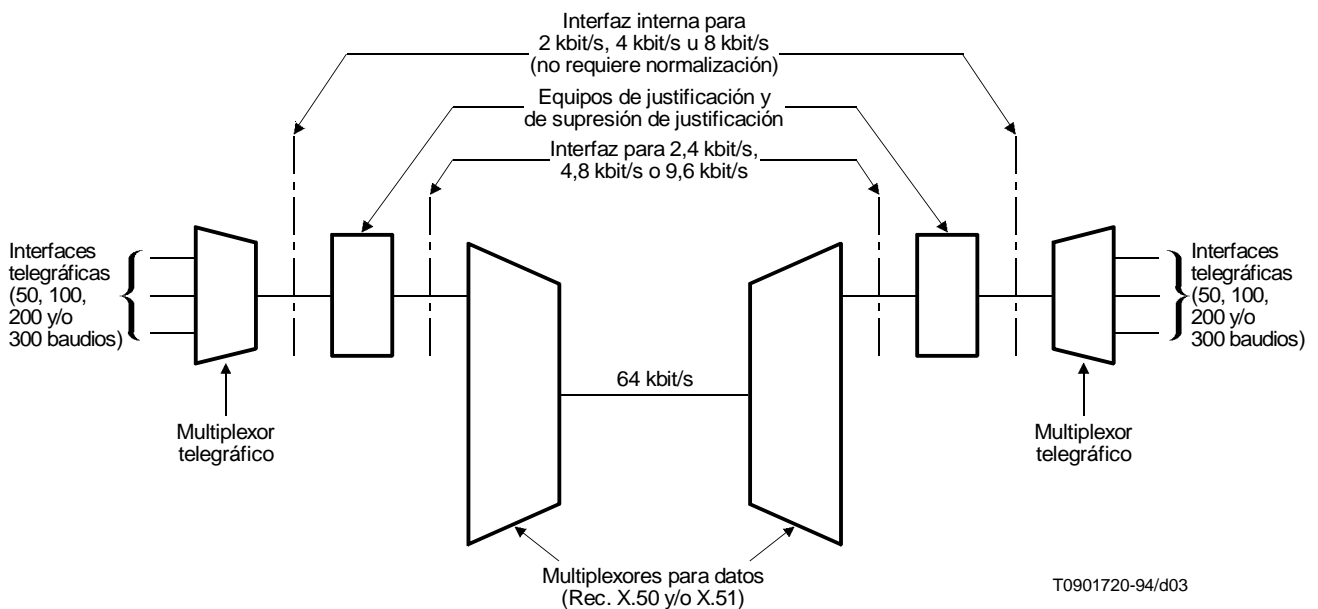 Interfaz interna para
2 kbit/s, 4 kbit/s u 8 kbit/s
(no requiere normalización)
Equipos de justificación y
de supresión de justificación
Interfaz para 2,4 kbit/s,
4,8 kbit/s o 9,6 kbit/s
Interfaces
telegráficas
(50, 100,
200 y/o
300 baudios)
Interfaces
telegráficas
(50, 100,
200 y/o
300 baudios)
64 kbit/s
Multiplexor
telegráfico
Multiplexor
telegráfico
Multiplexores para datos
(Rec. X.50 y/o X.51)
T0901720-94/d03